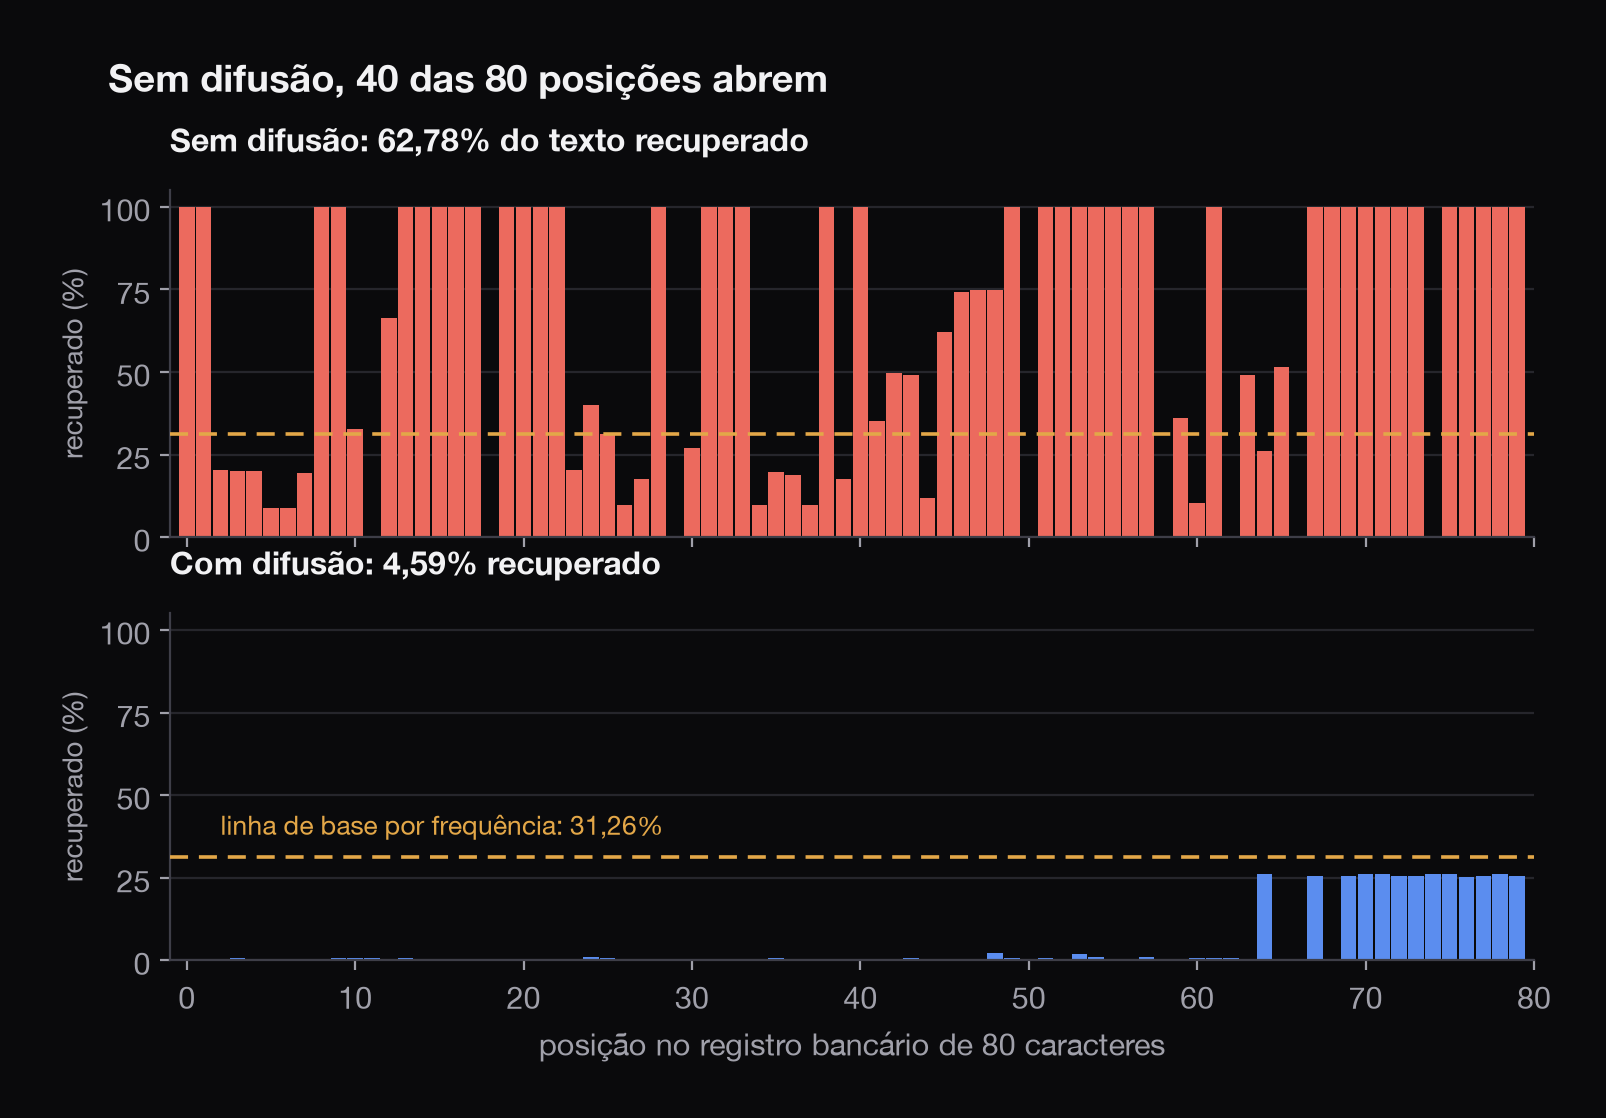 Sem difusão, 40 das 80 posições abrem
Sem difusão: 62,78% do texto recuperado
100
75
50
25
0
recuperado (%)
Com difusão: 4,59% recuperado
100
75
50
25
0
recuperado (%)
linha de base por frequência: 31,26%
0 10 20 30 40 50 60 70 80
posição no registro bancário de 80 caracteres